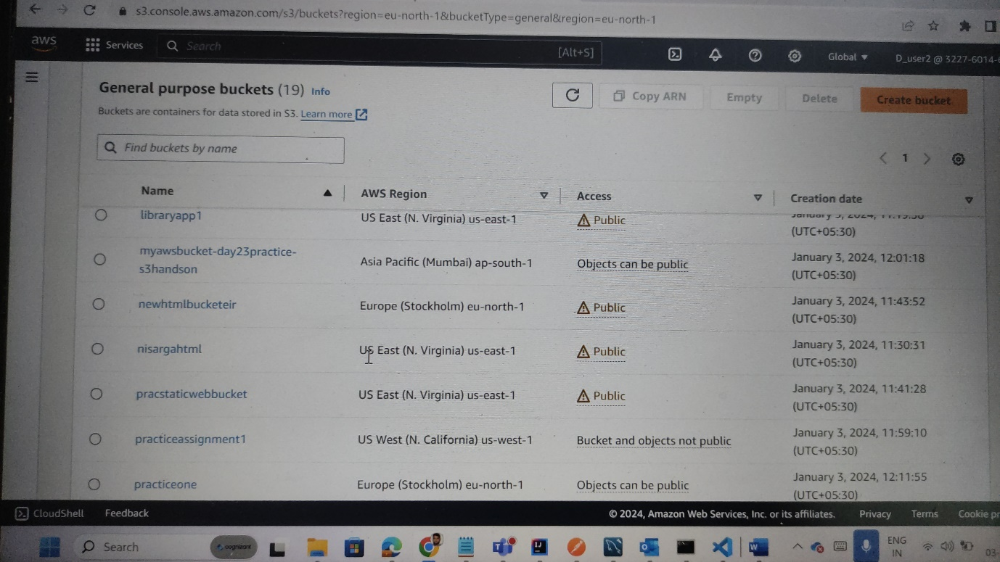 s3.console.aws.amazon.com/s3/buckets?region=eu-north-1&bucketType=general&region=eu-north-1
aws
Services
Search
[Alt+S]
Global
D_user2 @ 3227-6014-
General purpose buckets (19) Info
Copy ARN
Empty
Delete
Create bucket
Buckets are containers for data stored in S3. Learn more
Find buckets by name
1
Name
AWS Region
Access
Creation date
libraryapp1
US East (N. Virginia) us-east-1
Public
(UTC+05:30)
myawsbucket-day23practice-
s3handson
Asia Pacific (Mumbai) ap-south-1
Objects can be public
January 3, 2024, 12:01:18
(UTC+05:30)
newhtmlbucketeir
Europe (Stockholm) eu-north-1
Public
January 3, 2024, 11:43:52
(UTC+05:30)
nisargahtml
US East (N. Virginia) us-east-1
Public
January 3, 2024, 11:30:31
(UTC+05:30)
pracstaticwebbucket
US East (N. Virginia) us-east-1
Public
January 3, 2024, 11:41:28
(UTC+05:30)
practiceassignment1
US West (N. California) us-west-1
Bucket and objects not public
January 3, 2024, 11:59:10
(UTC+05:30)
practiceone
Europe (Stockholm) eu-north-1
Objects can be public
January 3, 2024, 12:11:55
(UTC+05:30)
CloudShell
Feedback
© 2024, Amazon Web Services, Inc. or its affiliates.
Privacy
Terms
Cookie pr
Search
cognizant
ENG
IN
03-